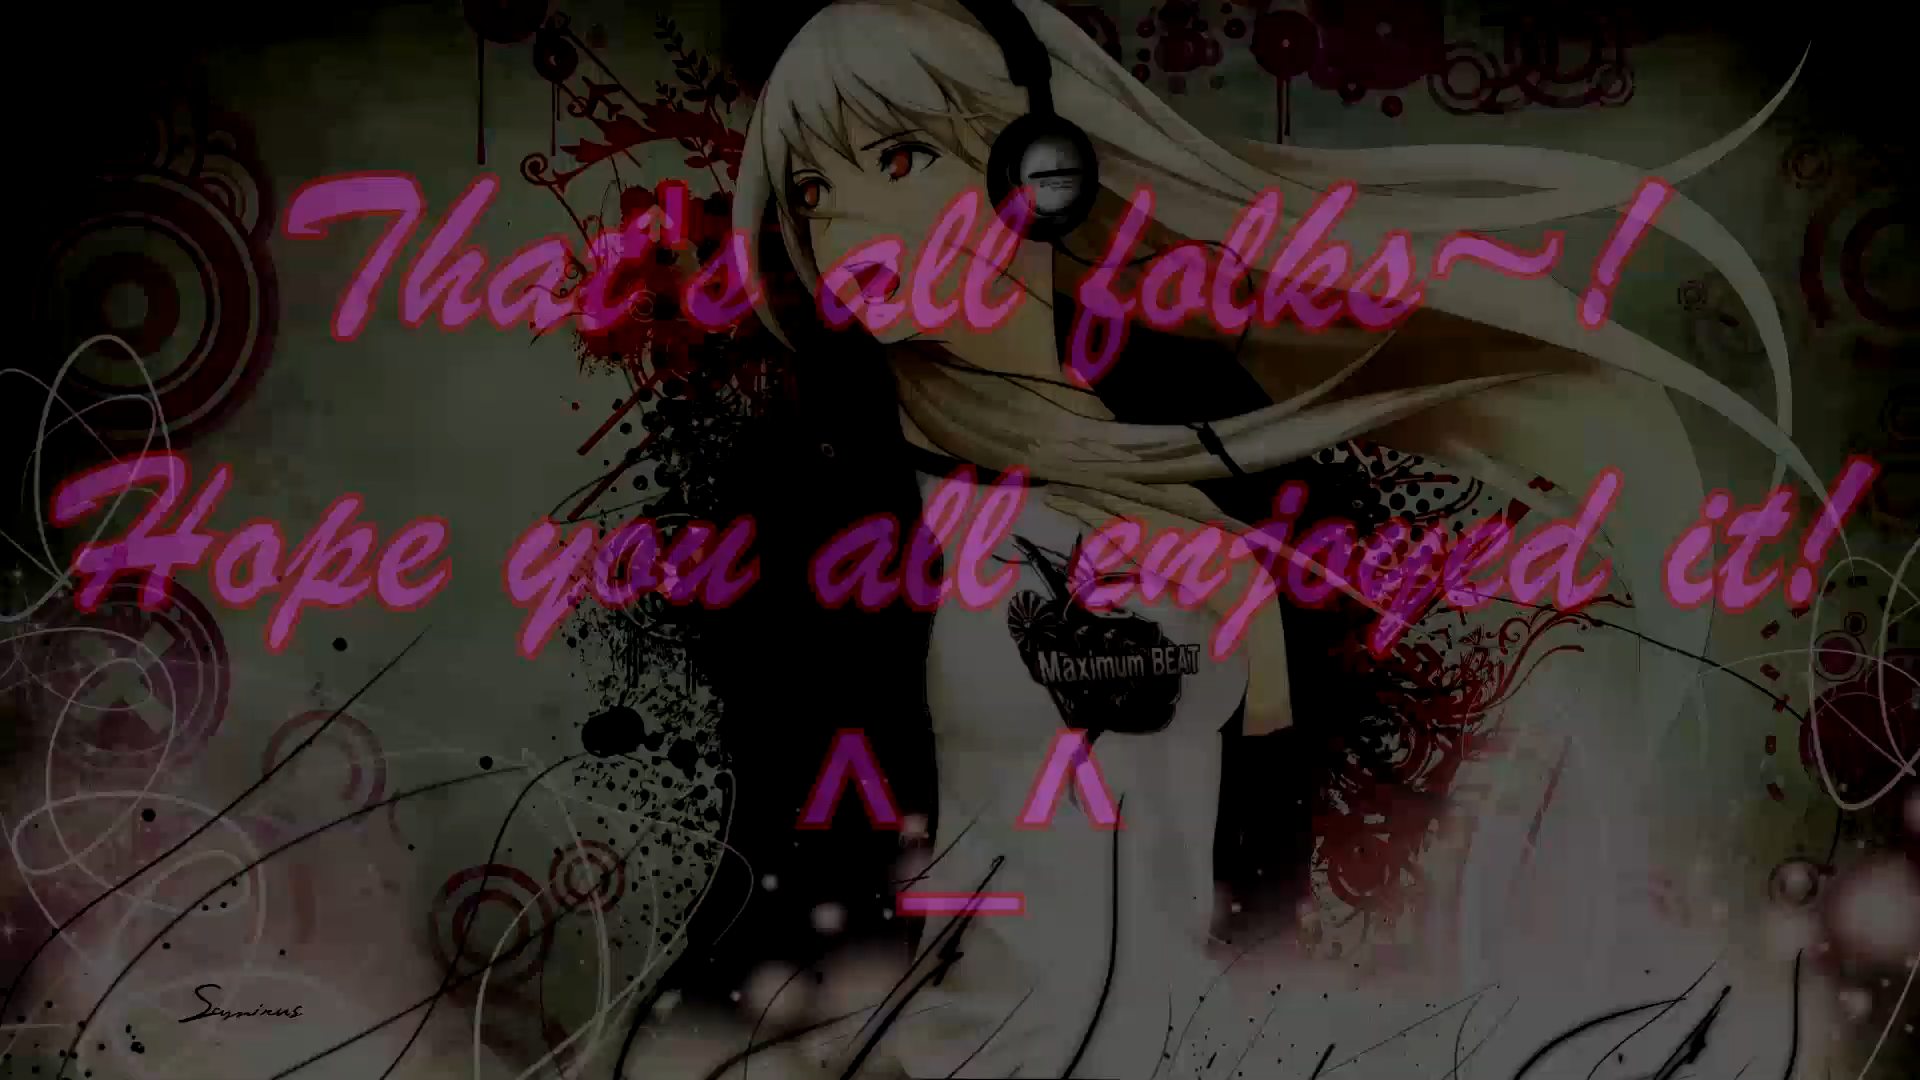 That's all folks~!
Hope you all enjoyed it!
^_^
Maximum BEAT